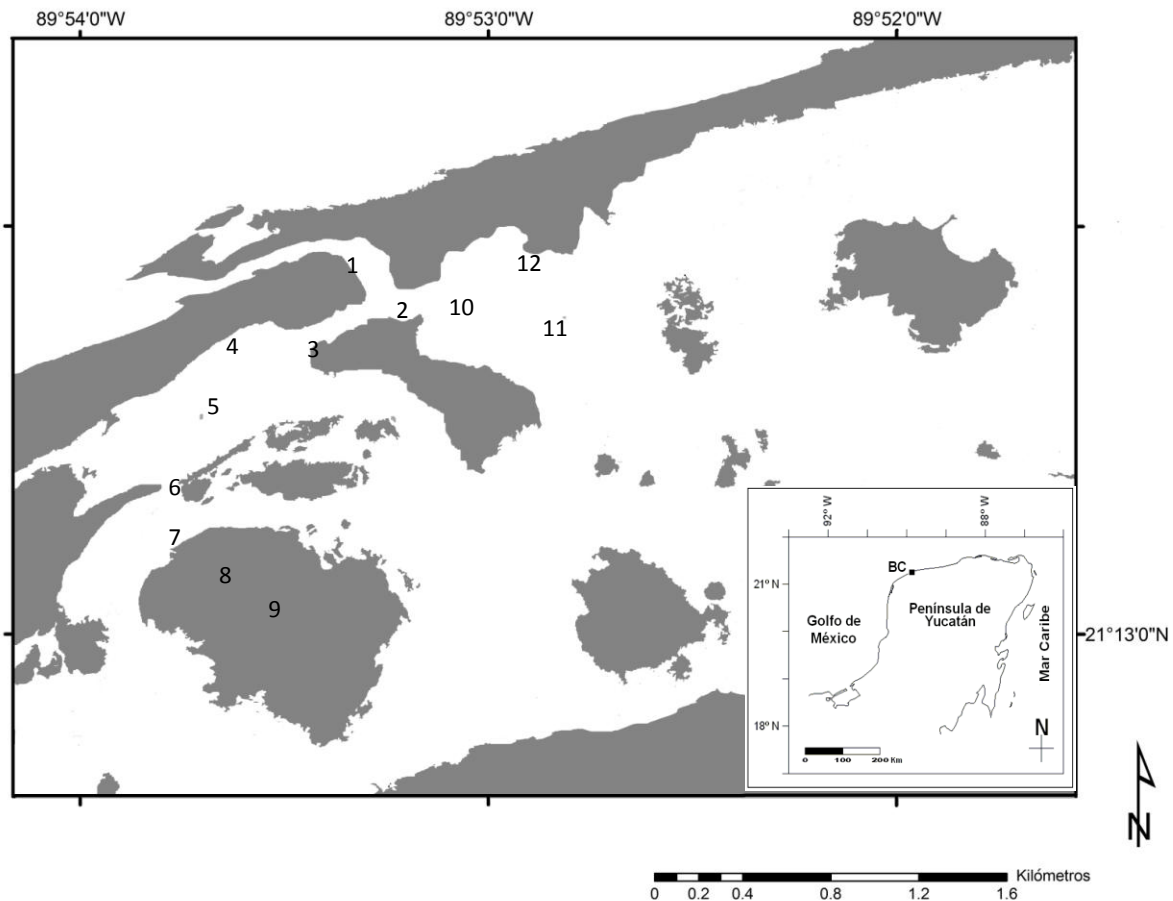 89°54'0"W 89°53'0"W 89°52'0"W
1
12
2
10
11
4
3
5
6
7
8
9
21°13'0"N
92° W
88° W
BC
21°N
Península de
Yucatán
Golfo de
México
Mar Caribe
18°N
N
0 100 200 Km
N
Kilómetros
0 0.2 0.4 0.8 1.2 1.6